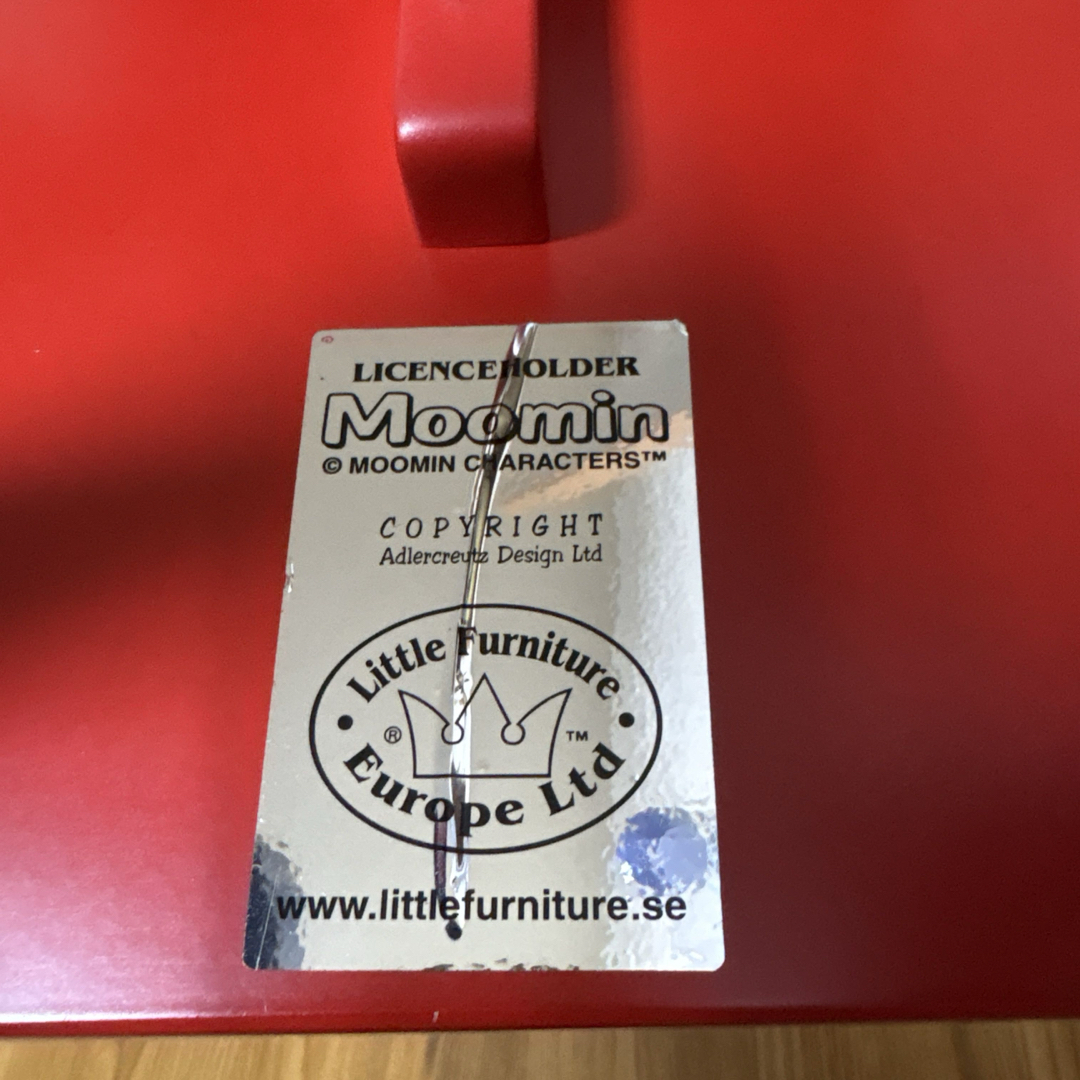 LICENCEHOLDER
Moomin
© MOOMIN CHARACTERS™
COPYRIGHT
Adlercreutz Design Ltd
Little Furniture
® ™
Europe Ltd
www.littlefurniture.se